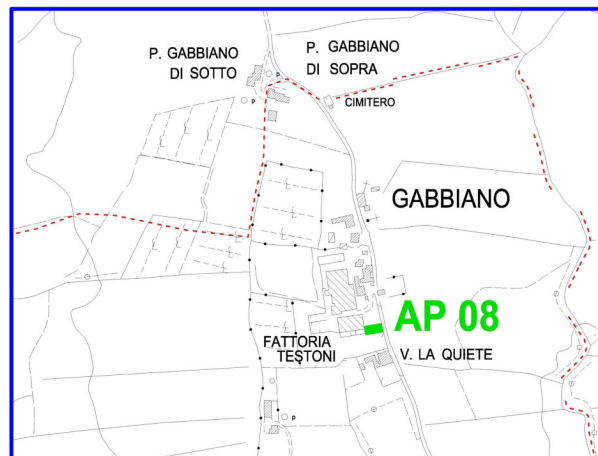 P. GABBIANO
DI SOTTO
P. GABBIANO
DI SOPRA
p
CIMITERO
p
GABBIANO
AP 08
FATTORIA
TESTONI
V. LA QUIETE
p